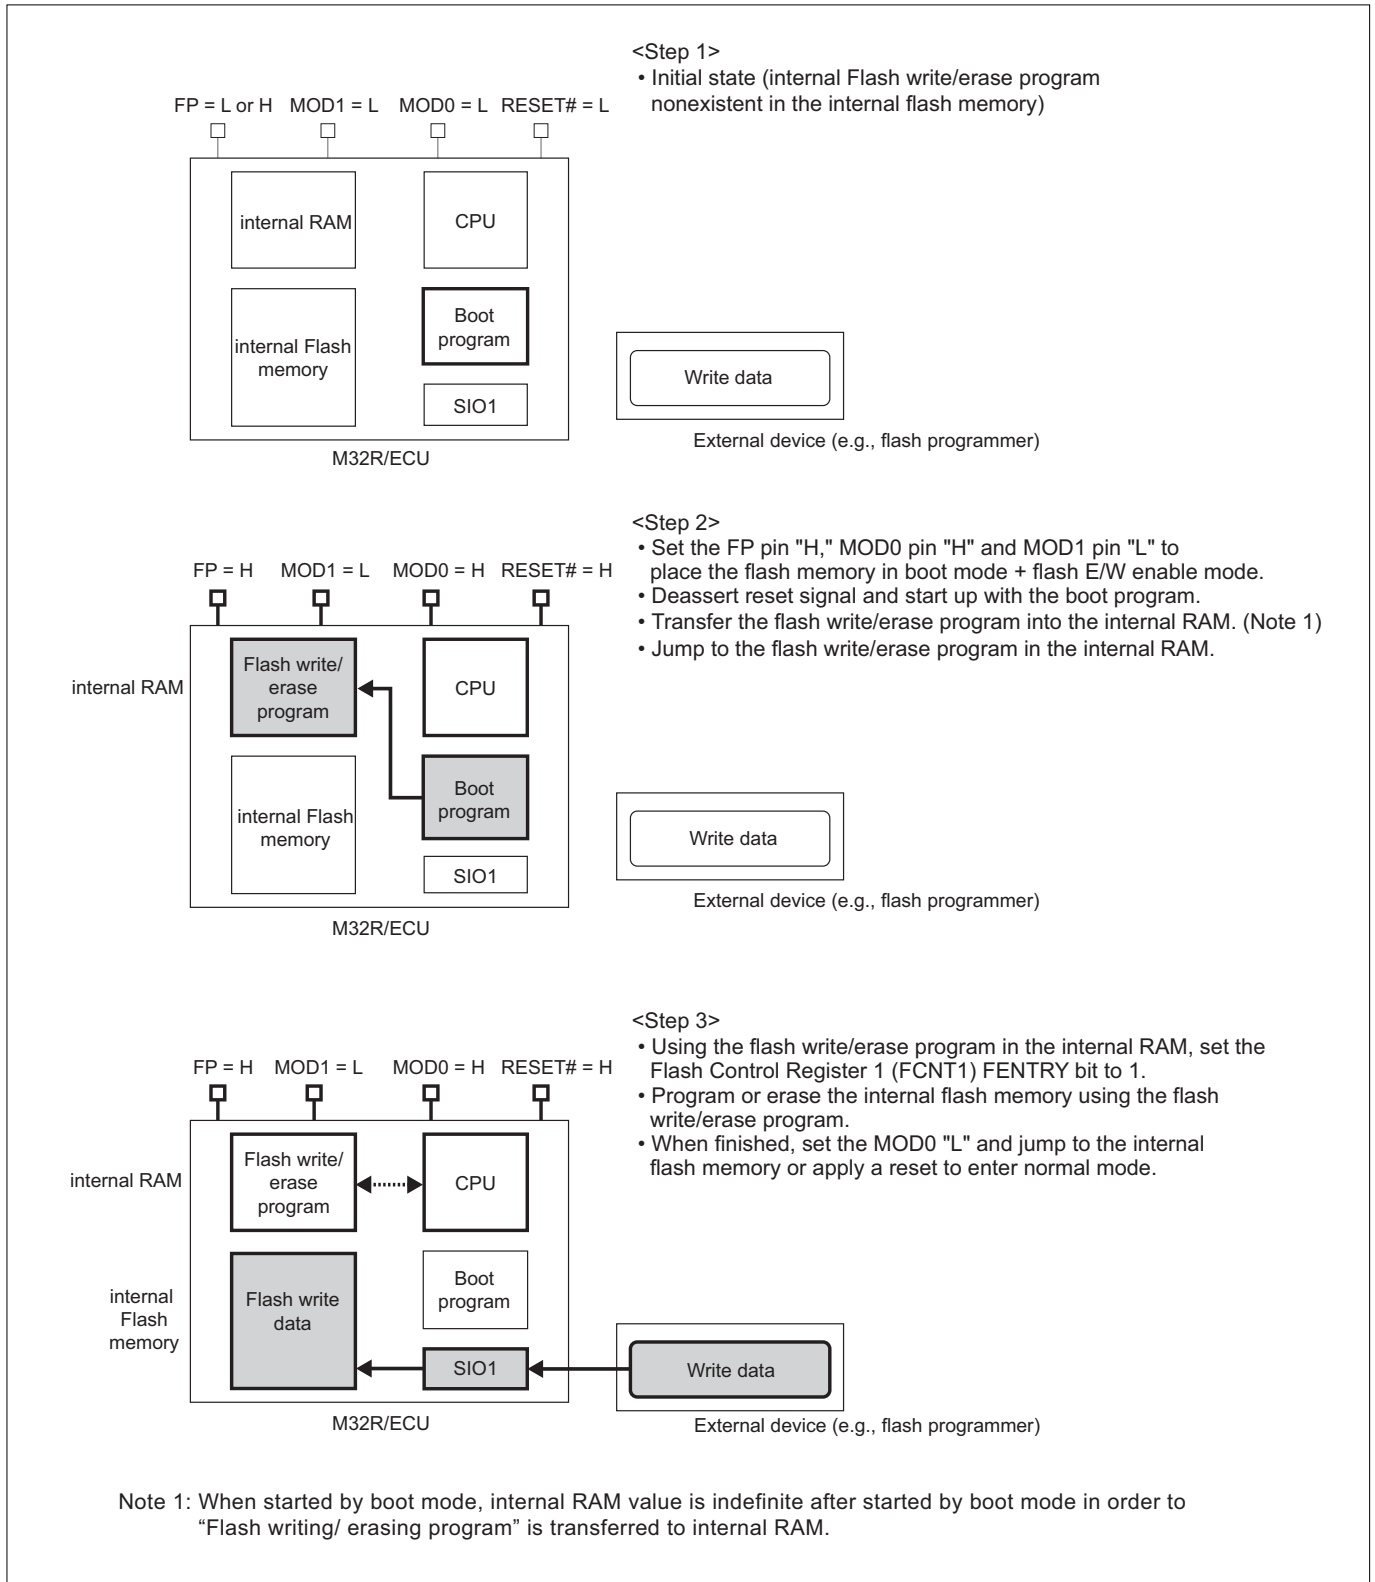 <Step 1>
• Initial state (internal Flash write/erase program
nonexistent in the internal flash memory)
FP = L or H MOD1 = L MOD0 = L RESET# = L
internal RAM
CPU
internal Flash
memory
Boot
program
SIO1
M32R/ECU
Write data
External device (e.g., flash programmer)
<Step 2>
• Set the FP pin "H," MOD0 pin "H" and MOD1 pin "L" to
place the flash memory in boot mode + flash E/W enable mode.
• Deassert reset signal and start up with the boot program.
• Transfer the flash write/erase program into the internal RAM. (Note 1)
• Jump to the flash write/erase program in the internal RAM.
FP = H MOD1 = L MOD0 = H RESET# = H
internal RAM
Flash write/
erase
program
CPU
internal Flash
memory
Boot
program
SIO1
M32R/ECU
Write data
External device (e.g., flash programmer)
<Step 3>
• Using the flash write/erase program in the internal RAM, set the
Flash Control Register 1 (FCNT1) FENTRY bit to 1.
• Program or erase the internal flash memory using the flash
write/erase program.
• When finished, set the MOD0 "L" and jump to the internal
flash memory or apply a reset to enter normal mode.
FP = H MOD1 = L MOD0 = H RESET# = H
internal RAM
Flash write/
erase
program
CPU
internal
Flash
memory
Flash write
data
Boot
program
SIO1
M32R/ECU
Write data
External device (e.g., flash programmer)
Note 1: When started by boot mode, internal RAM value is indefinite after started by boot mode in order to
“Flash writing/ erasing program” is transferred to internal RAM.